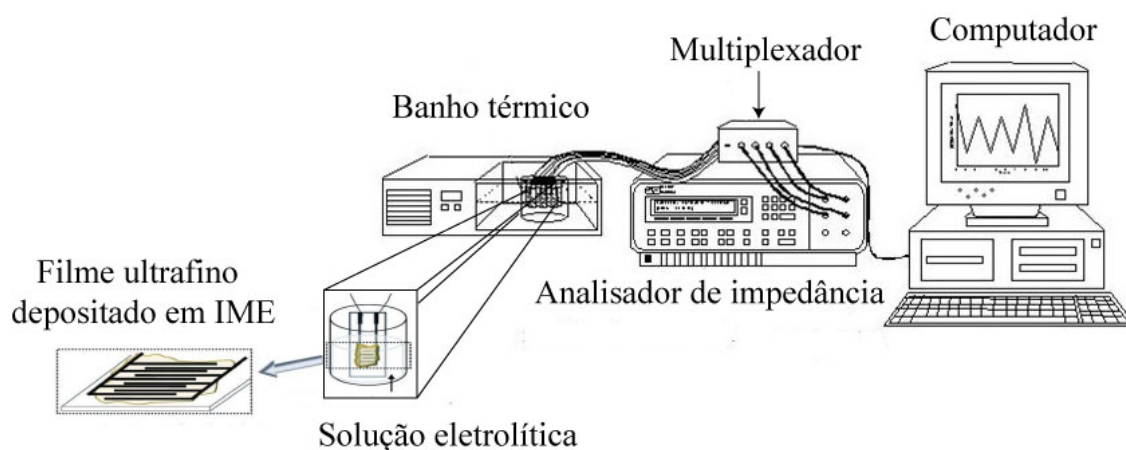 Computador
Multiplexador
Banho térmico
Analisador de impedância
Filme ultrafino
depositado em IME
Solução eletrolítica